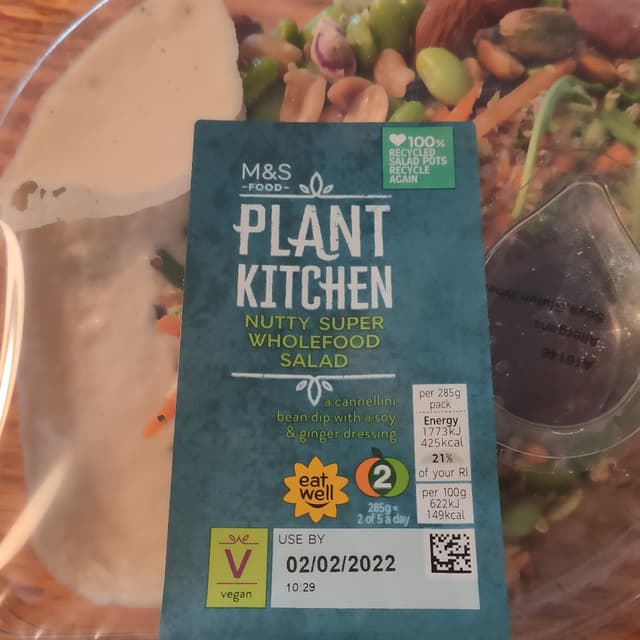 100%
RECYCLED
SALAD POTS
RECYCLE
AGAIN
M&S
-FOOD-
PLANT
KITCHEN
NUTTY SUPER
WHOLEFOOD
SALAD
a cannellini
bean dip with a soy
& ginger dressing
per 285g
pack
Energy
1773kJ
425kcal
21%
of your RI
per 100g
622kJ
149kcal
eat
well
2
285g=
2 of 5 a day
V
vegan
USE BY
02/02/2022
10:29
A10148
Allergens